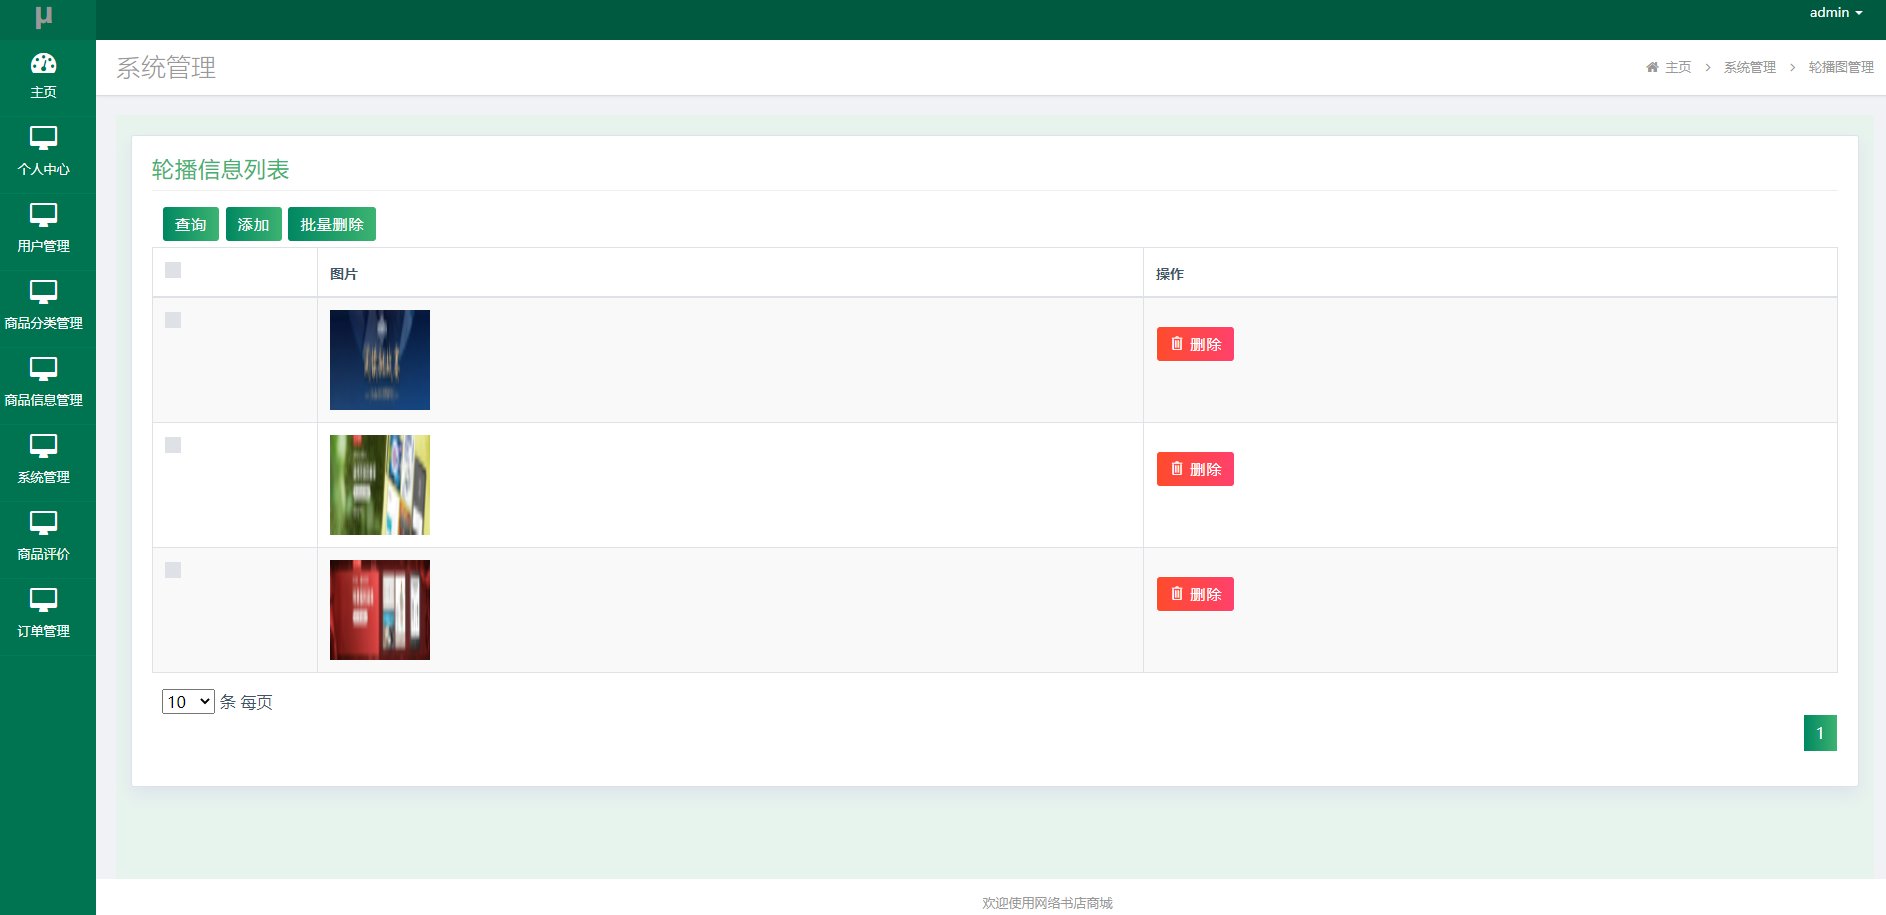 µ
admin
主页
个人中心
用户管理
商品分类管理
商品信息管理
系统管理
商品评价
订单管理
系统管理
主页 > 系统管理 > 轮播图管理
轮播信息列表
查询 添加 批量删除
图片 操作
删除
删除
删除
10 条 每页
1
欢迎使用网络书店商城